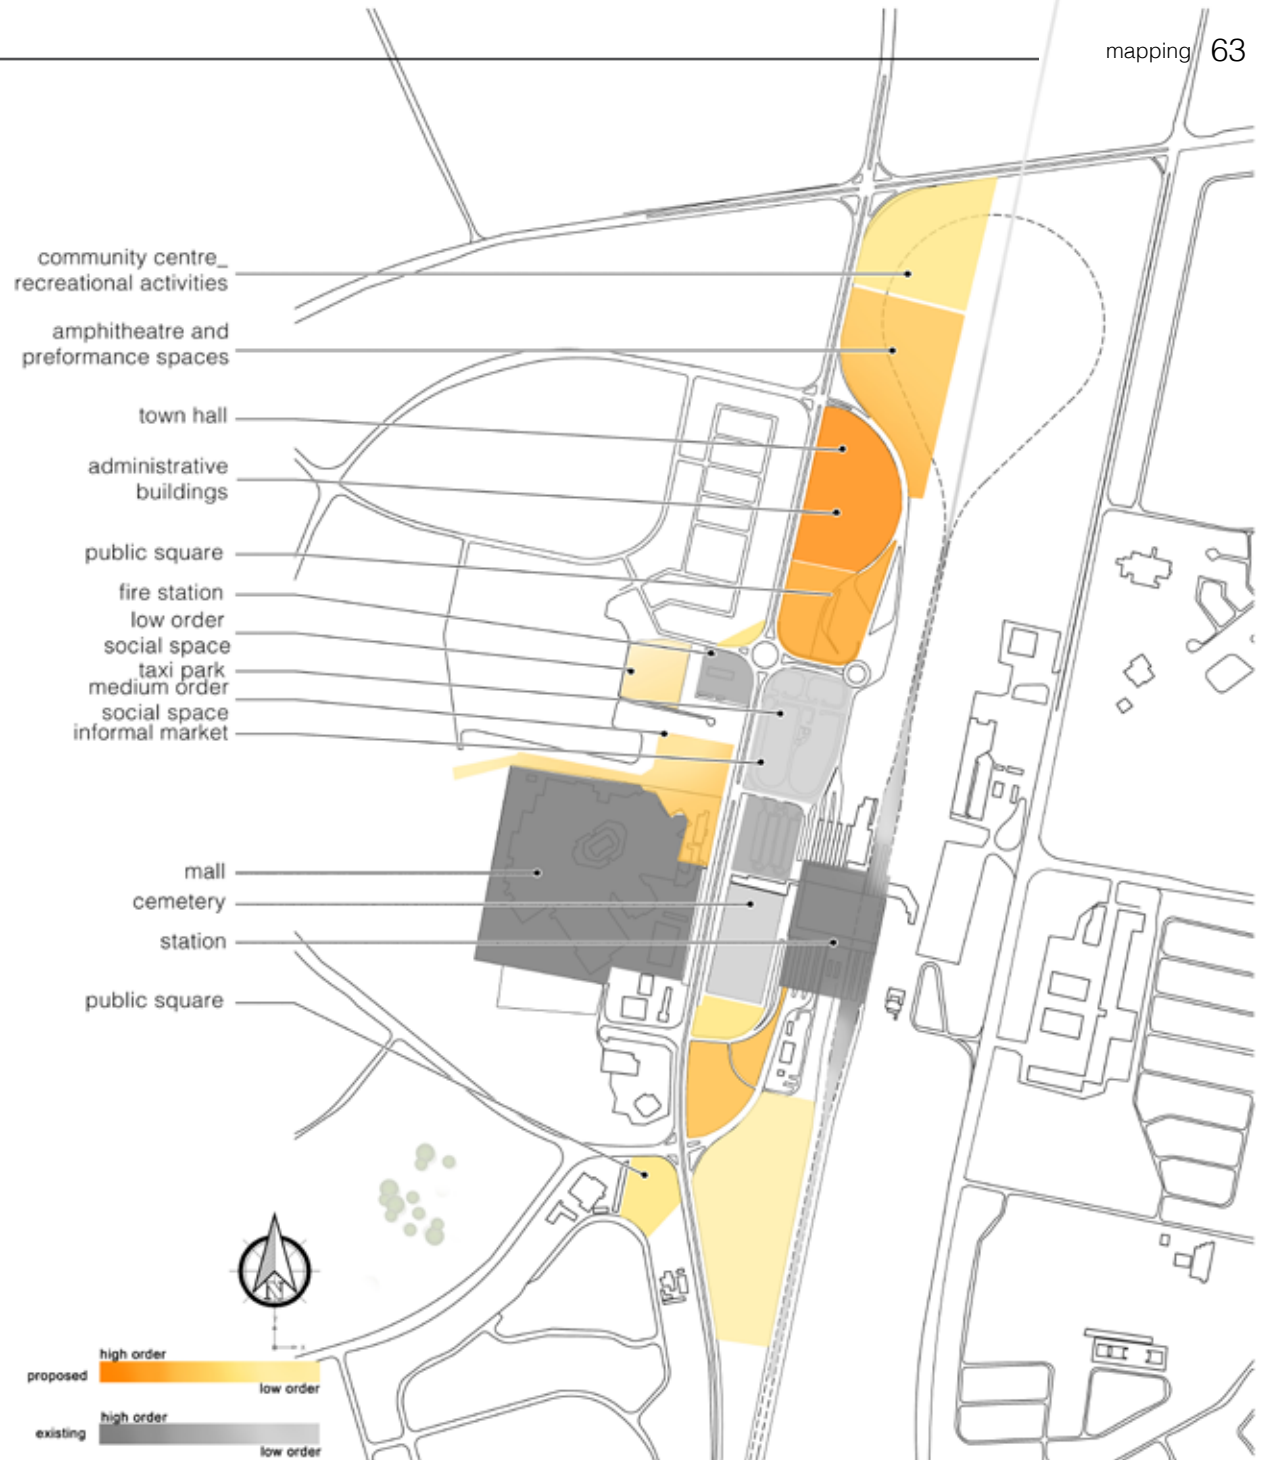 mapping 63
community centre_
recreational activities
amphitheatre and
preformance spaces
town hall
administrative
buildings
public square
fire station
low order
social space
taxi park
medium order
social space
informal market
mall
cemetery
station
public square
N
high order
proposed
low order
high order
existing
low order